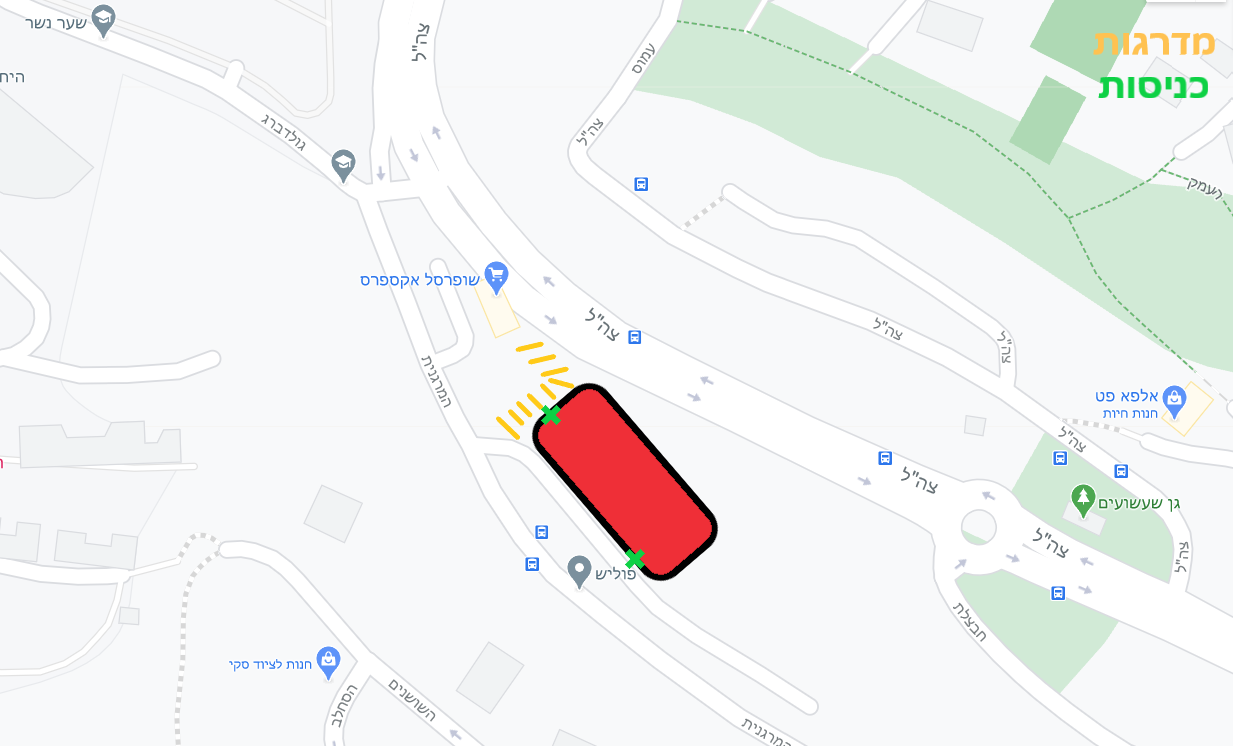 מדרגות
כניסות
שער נשר
צה"ל
עמוס
היח
גולדברג
צה"ל
העמק
שופרסל אקספרס
צה"ל
צה"ל
צה"ל
המרגנית
אלפא פט
חנות חיות
צה"ל
צה"ל
גן שעשועים
צה"ל
צה"ל
פוליש
חבצלת
חנות לציוד סקי
הסחלב
השושנים
המרגנית